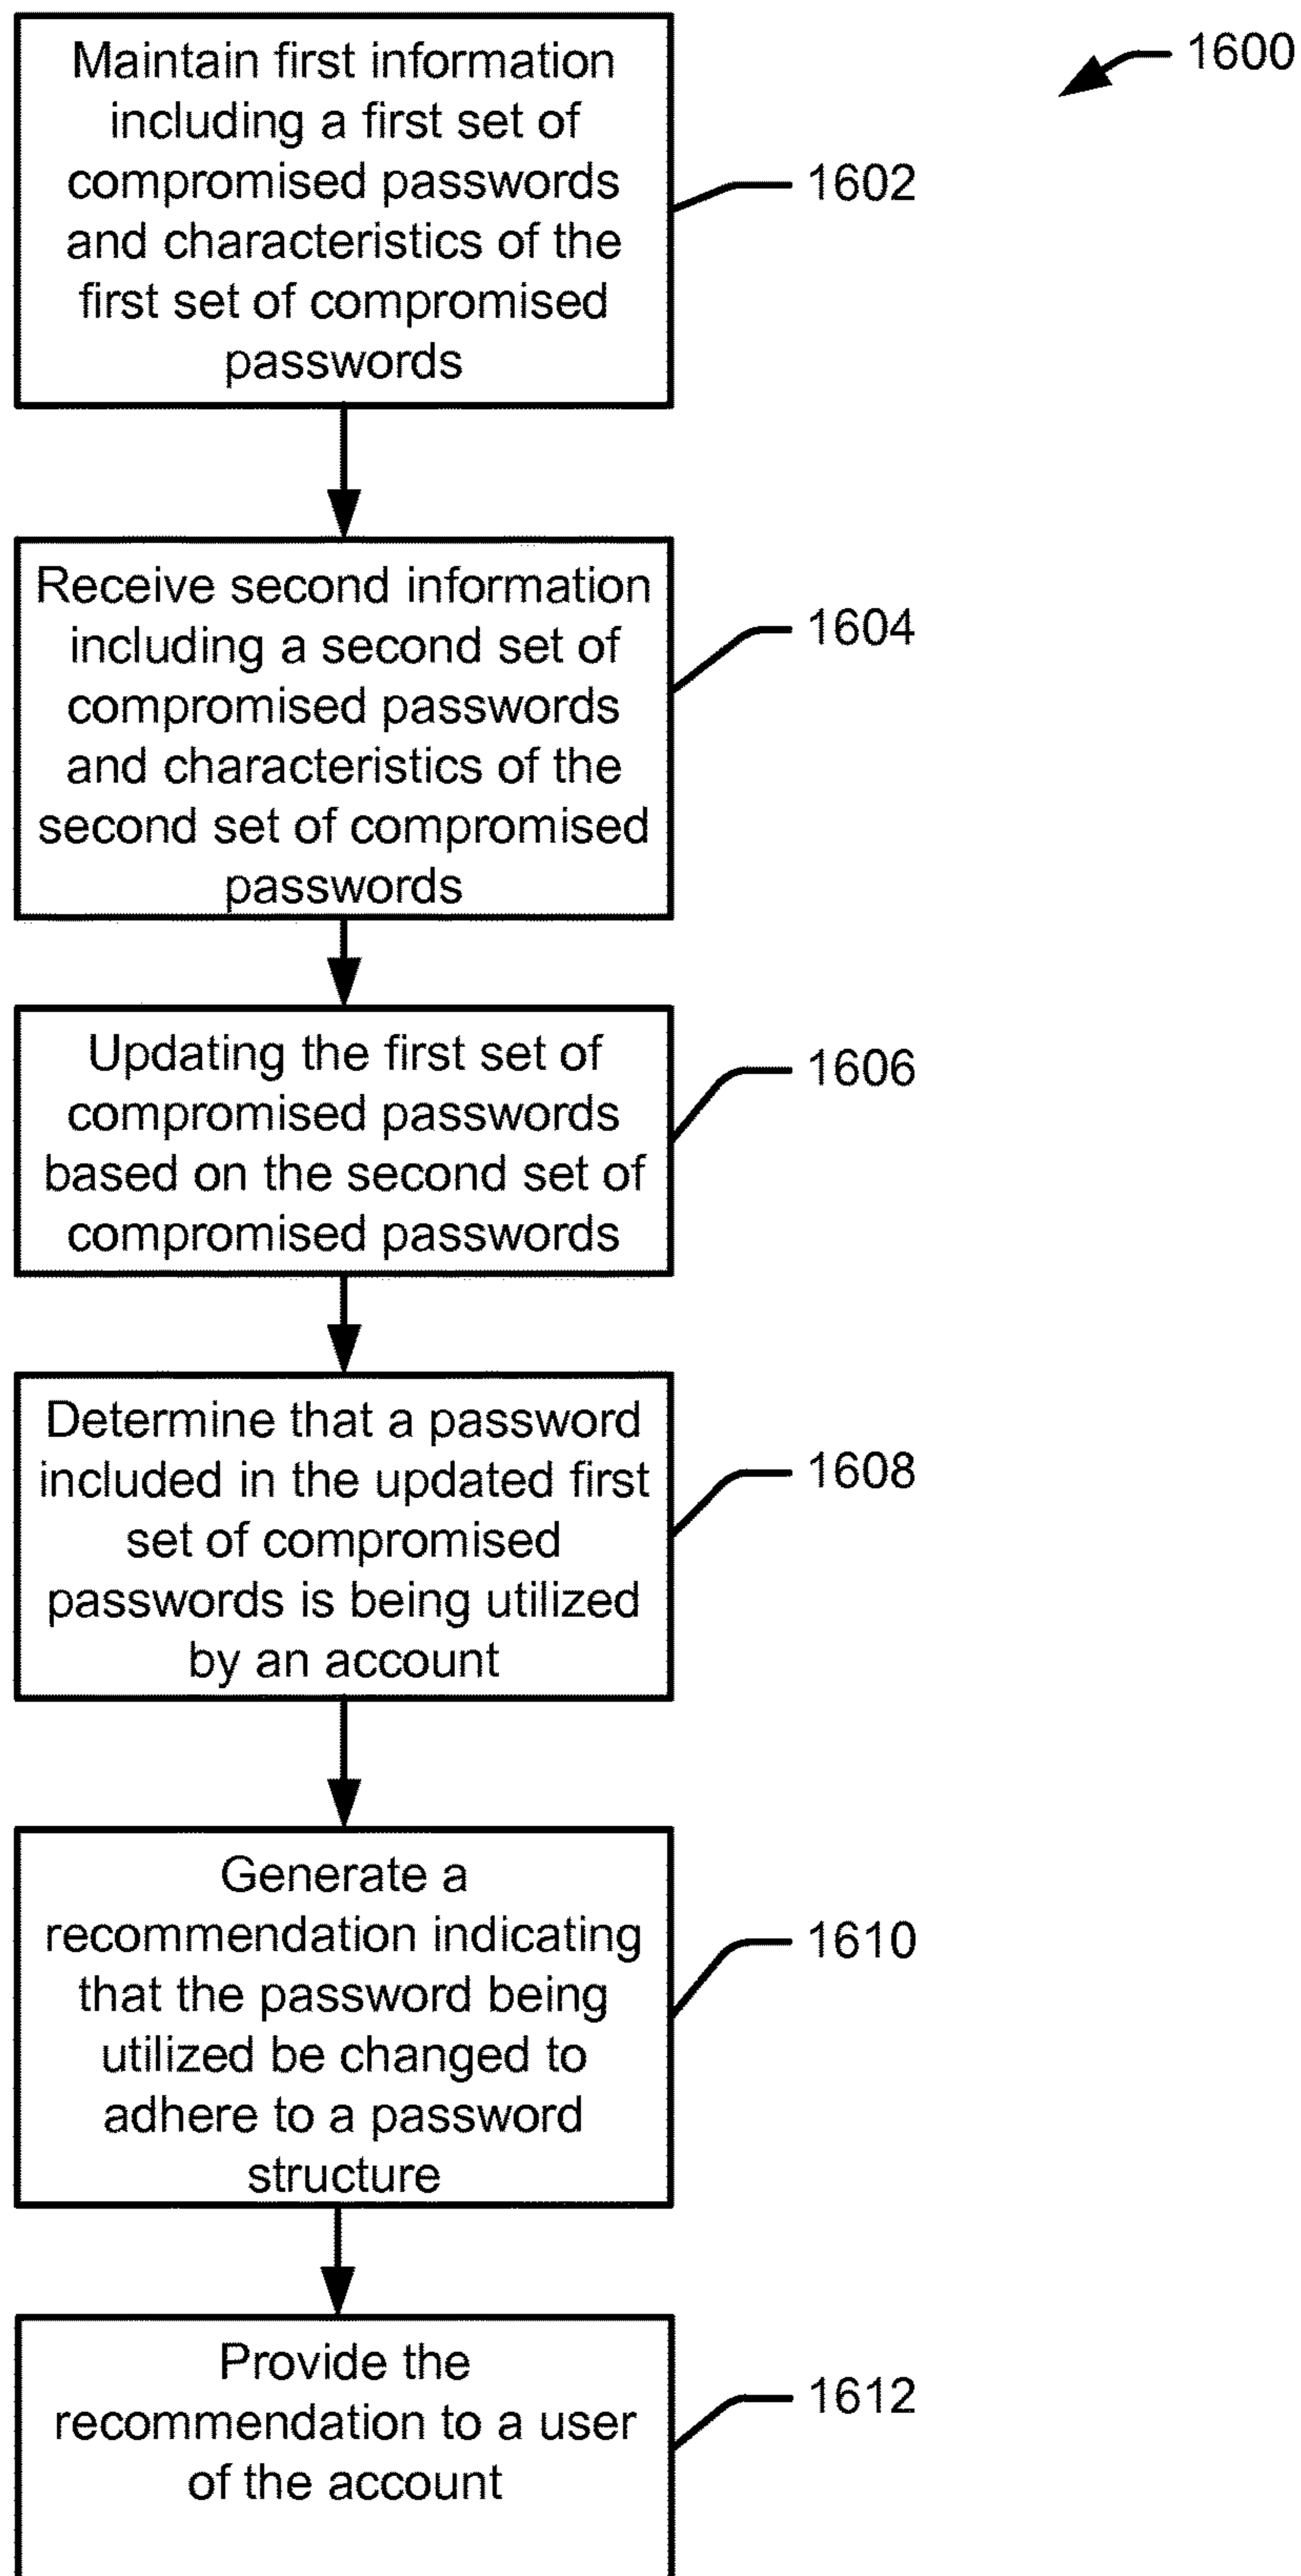 Maintain first information
including a first set of
compromised passwords
and characteristics of the
first set of compromised
passwords
1600
1602
Receive second information
including a second set of
compromised passwords
and characteristics of the
second set of compromised
passwords
1604
Updating the first set of
compromised passwords
based on the second set of
compromised passwords
1606
Determine that a password
included in the updated first
set of compromised
passwords is being utilized
by an account
1608
Generate a
recommendation indicating
that the password being
utilized be changed to
adhere to a password
structure
1610
Provide the
recommendation to a user
of the account
1612